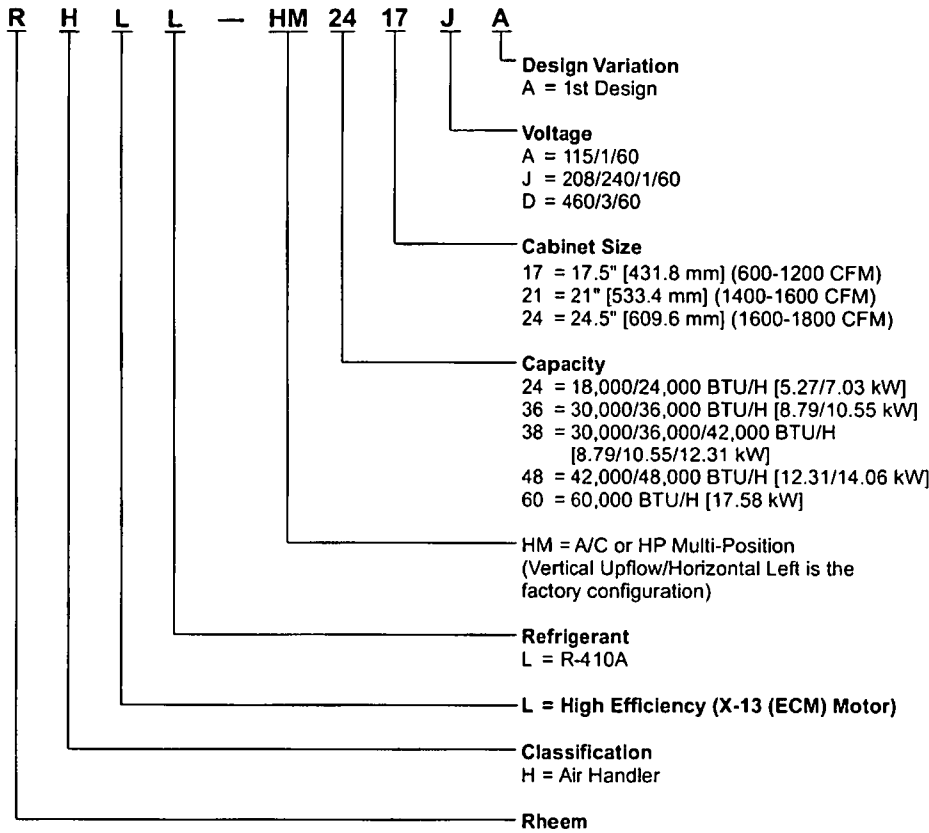 R H L L — HM 24 17 J A
Design Variation
A = 1st Design
Voltage
A = 115/1/60
J = 208/240/1/60
D = 460/3/60
Cabinet Size
17 = 17.5" [431.8 mm] (600-1200 CFM)
21 = 21" [533.4 mm] (1400-1600 CFM)
24 = 24.5" [609.6 mm] (1600-1800 CFM)
Capacity
24 = 18,000/24,000 BTU/H [5.27/7.03 kW]
36 = 30,000/36,000 BTU/H [8.79/10.55 kW]
38 = 30,000/36,000/42,000 BTU/H
[8.79/10.55/12.31 kW]
48 = 42,000/48,000 BTU/H [12.31/14.06 kW]
60 = 60,000 BTU/H [17.58 kW]
HM = A/C or HP Multi-Position
(Vertical Upflow/Horizontal Left is the
factory configuration)
Refrigerant
L = R-410A
L = High Efficiency (X-13 (ECM) Motor)
Classification
H = Air Handler
Rheem